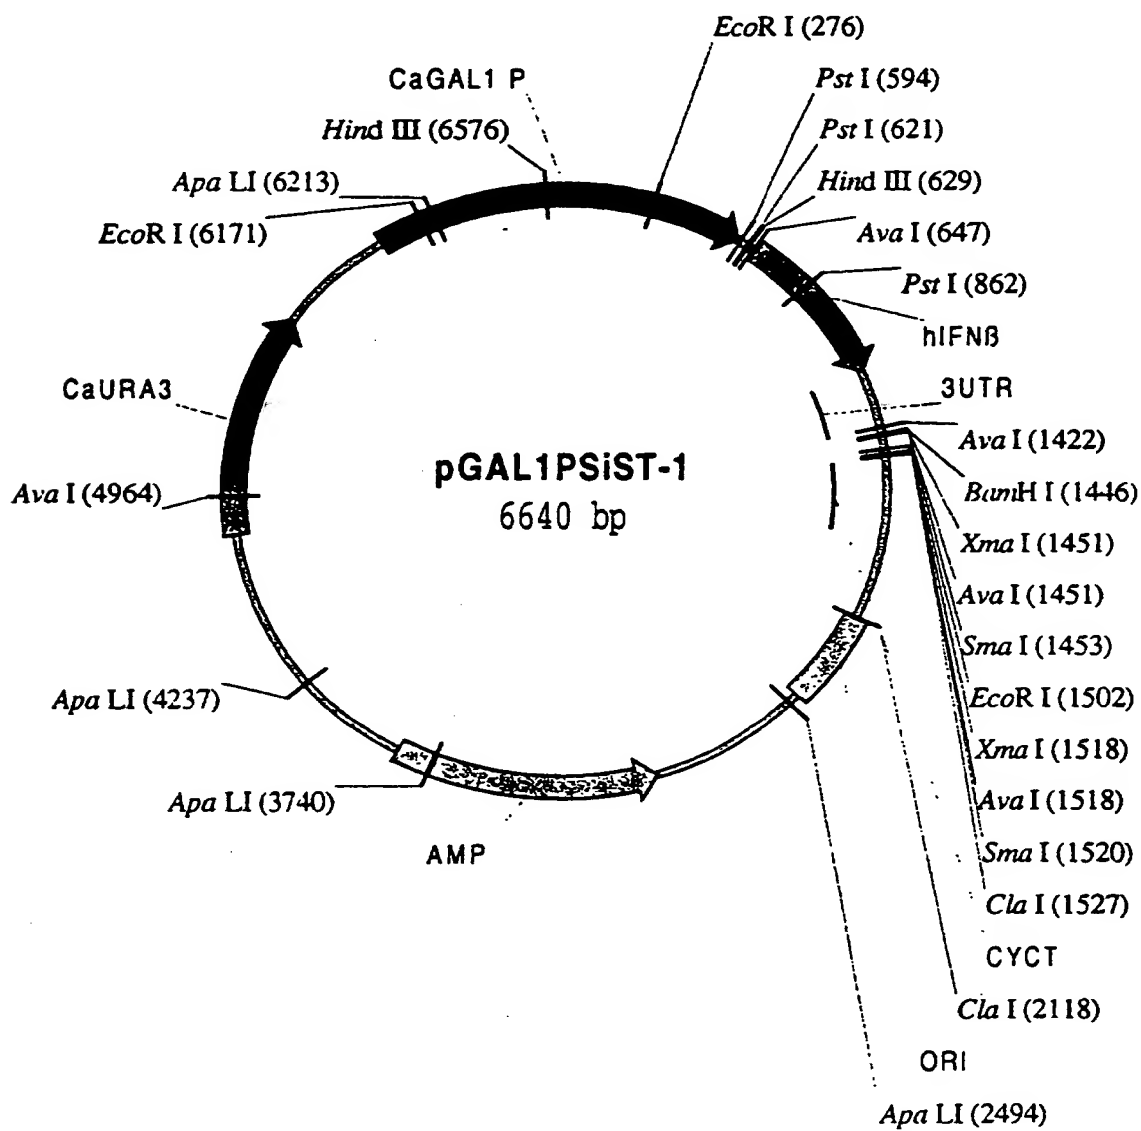 EcoR I (276)
CaGAL1 P
Pst I (594)
Hind III (6576)
Pst I (621)
Apa LI (6213)
Hind III (629)
EcoR I (6171)
Ava I (647)
Pst I (862)
hIFNβ
CaURA3
3UTR
Ava I (1422)
pGAL1PSiST-1
6640 bp
Ava I (4964)
BamH I (1446)
Xma I (1451)
Ava I (1451)
Sma I (1453)
Apa LI (4237)
EcoR I (1502)
Xma I (1518)
Apa LI (3740)
Ava I (1518)
AMP
Sma I (1520)
Cla I (1527)
CYCT
Cla I (2118)
ORI
Apa LI (2494)